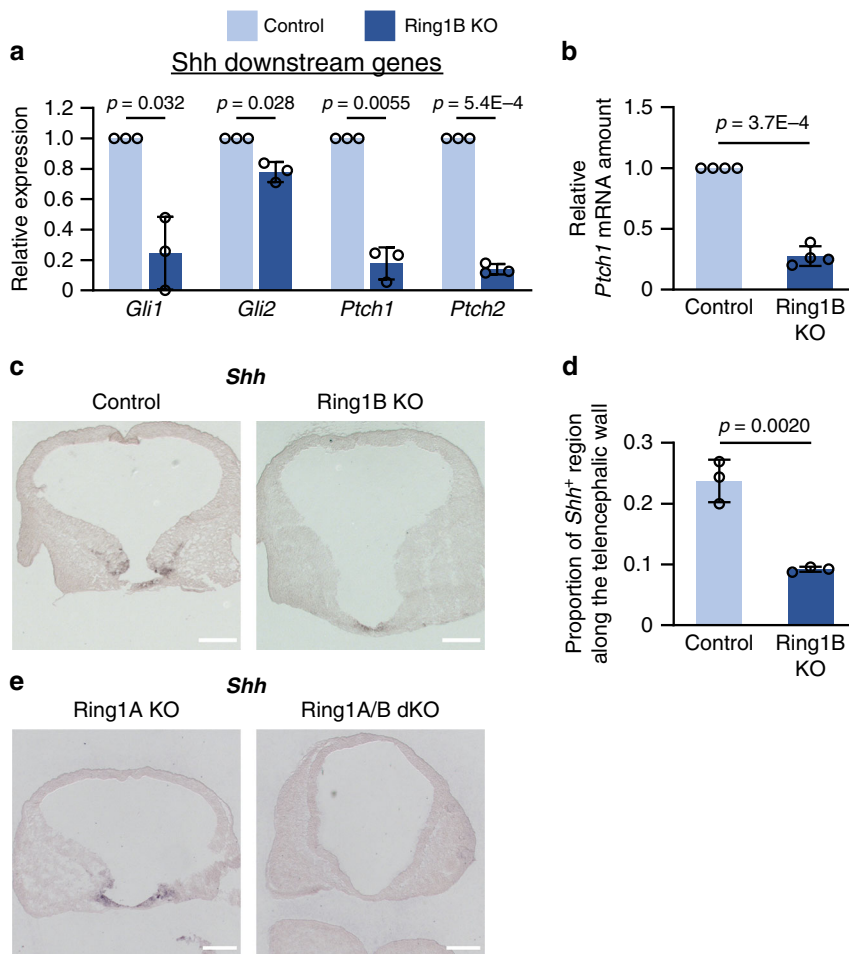 Control
Ring1B KO
a
Shh downstream genes
Relative expression
1.2
1.0
0.8
0.6
0.4
0.2
0
p = 0.032
p = 0.028
p = 0.0055
p = 5.4E–4
Gli1
Gli2
Ptch1
Ptch2
b
Relative
Ptch1 mRNA amount
1.5
1.0
0.5
0
p = 3.7E–4
Control
Ring1B
KO
c
Shh
Control
Ring1B KO
d
Proportion of Shh+ region
along the telencephalic wall
0.3
0.2
0.1
0
p = 0.0020
Control
Ring1B
KO
e
Shh
Ring1A KO
Ring1A/B dKO